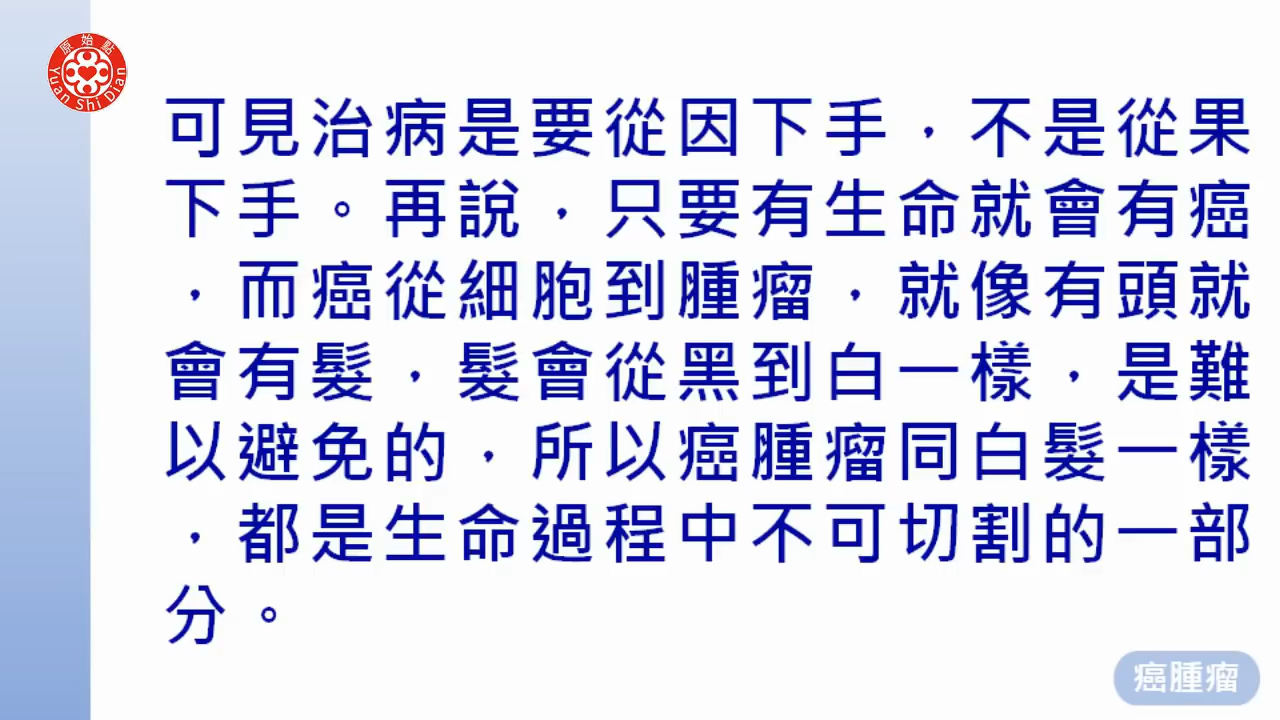 原始點
Yuan Shi Dian
可見治病是要從因下手，不是從果
下手。再說，只要有生命就會有癌
，而癌從細胞到腫瘤，就像有頭就
會有髮，髮會從黑到白一樣，是難
以避免的，所以癌腫瘤同白髮一樣
，都是生命過程中不可切割的一部
分。
癌腫瘤